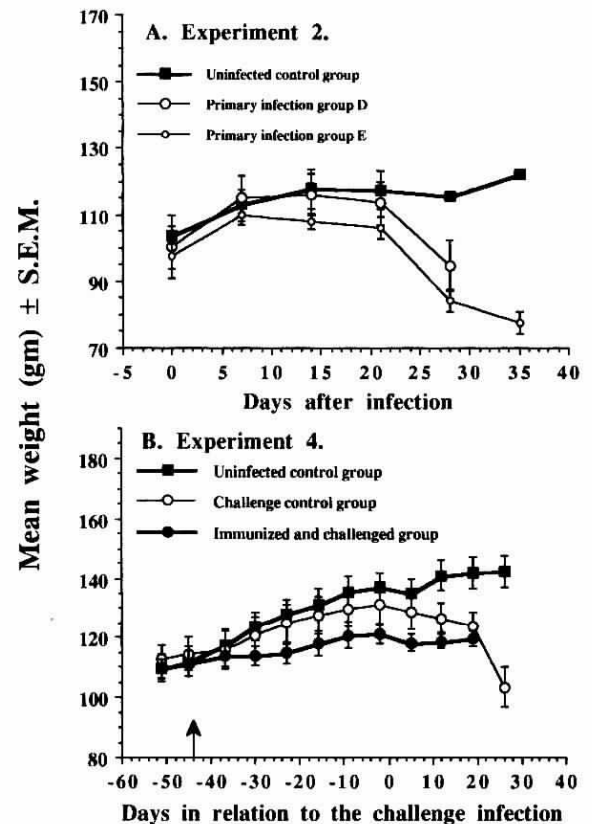 Mean weight (gm) ± S.E.M.
170
150
130
110
90
70
A. Experiment 2.
Uninfected control group
Primary infection group D
Primary infection group E
-5 0 5 10 15 20 25 30 35 40
Days after infection
180
160
140
120
100
80
B. Experiment 4.
Uninfected control group
Challenge control group
Immunized and challenged group
-60 -50 -40 -30 -20 -10 0 10 20 30 40
Days in relation to the challenge infection